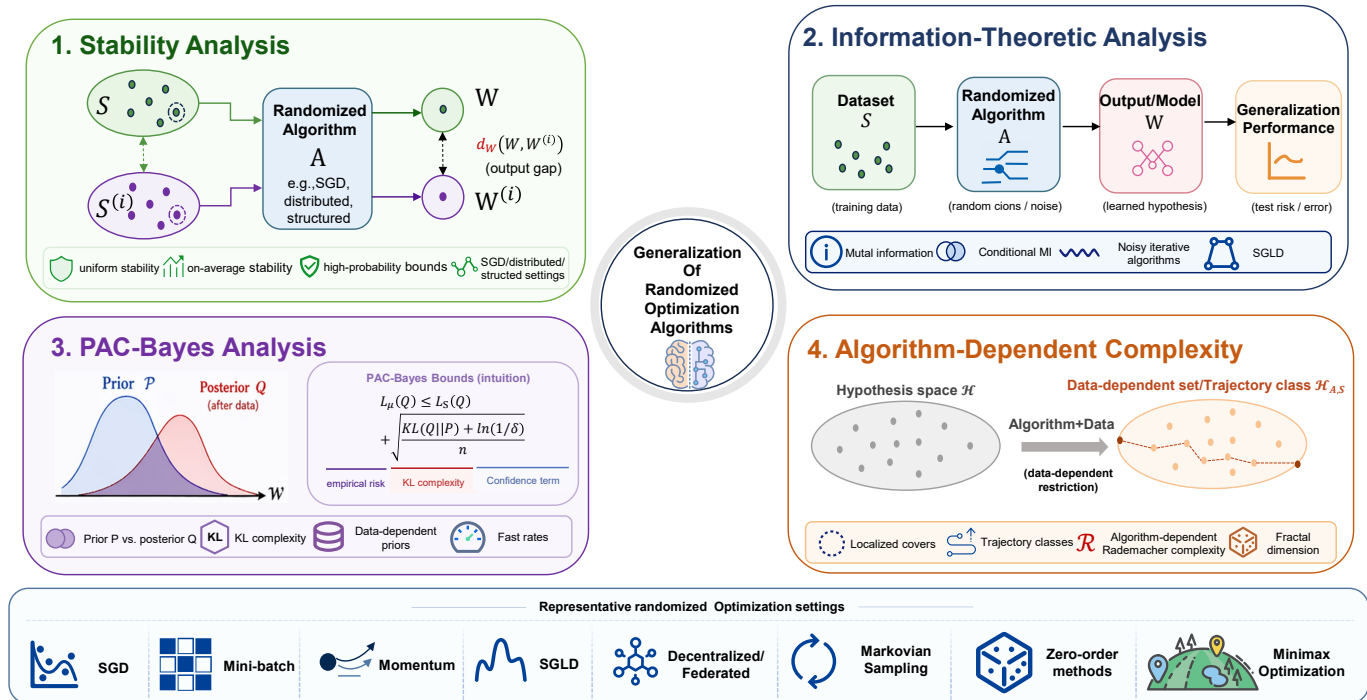 1. Stability Analysis
S
S^(i)
Randomized
Algorithm
A
e.g.,SGD,
distributed,
structured
W
d_W(W, W^(i))
(output gap)
W^(i)
uniform stability
on-average stability
high-probability bounds
SGD/distributed/
structed settings
2. Information-Theoretic Analysis
Dataset
S
(training data)
Randomized
Algorithm
A
(random cions / noise)
Output/Model
W
(learned hypothesis)
Generalization
Performance
(test risk / error)
Mutal information
Conditional MI
Noisy iterative
algorithms
SGLD
Generalization
Of
Randomized
Optimization
Algorithms
3. PAC-Bayes Analysis
Prior P
Posterior Q
(after data)
W
PAC-Bayes Bounds (intuition)
L_μ(Q) ≤ L_S(Q)
+ √((KL(Q||P) + ln(1/δ))/n)
empirical risk
KL complexity
Confidence term
Prior P vs. posterior Q
KL
KL complexity
Data-dependent
priors
Fast rates
4. Algorithm-Dependent Complexity
Hypothesis space H
Algorithm+Data
(data-dependent
restriction)
Data-dependent set/Trajectory class H_A,S
Localized covers
Trajectory classes
R
Algorithm-dependent
Rademacher complexity
Fractal
dimension
Representative randomized Optimization settings
SGD
Mini-batch
Momentum
SGLD
Decentralized/
Federated
Markovian
Sampling
Zero-order
methods
Minimax
Optimization